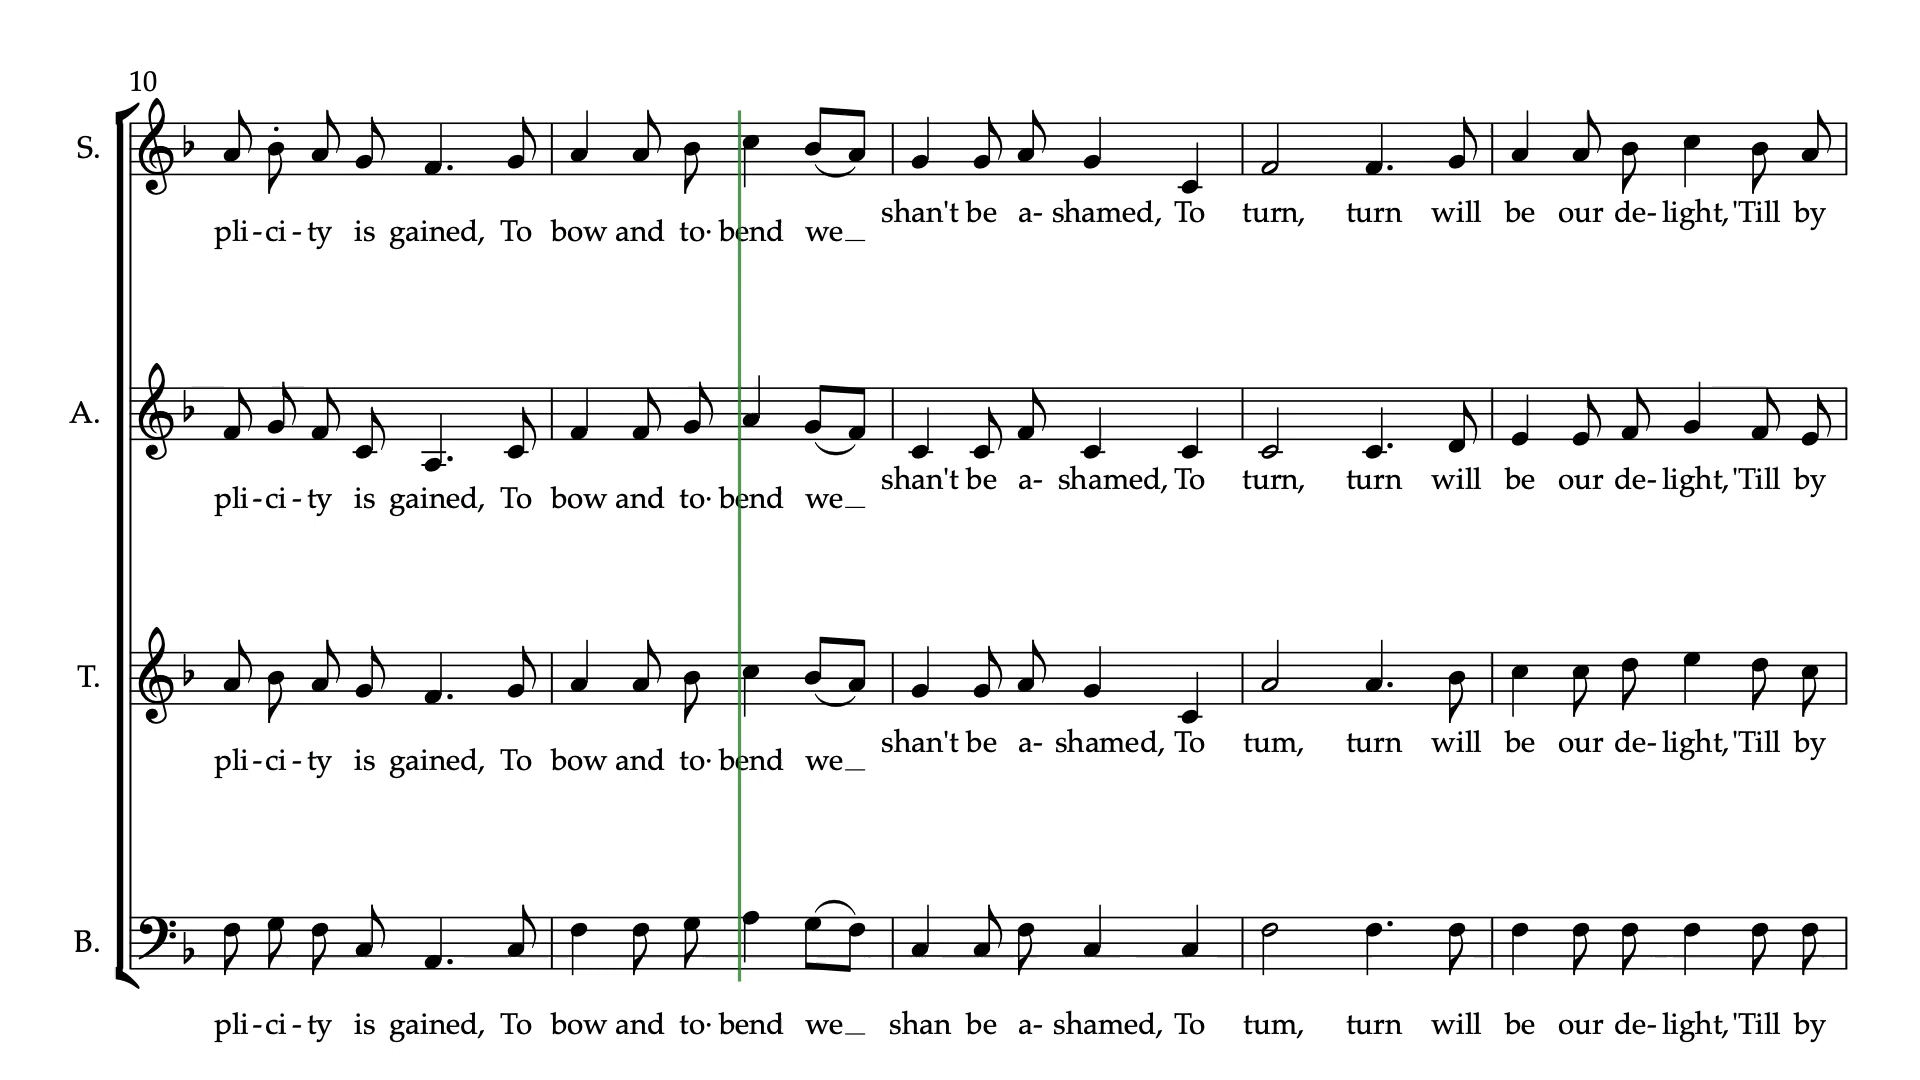 10
S.
shan't be a- shamed, To turn, turn will be our de- light, 'Till by
pli - ci - ty is gained, To bow and to· bend we_
A.
shan't be a- shamed, To turn, turn will be our de- light, 'Till by
pli - ci - ty is gained, To bow and to· bend we_
T.
shan't be a- shamed, To tum, turn will be our de- light, 'Till by
pli - ci - ty is gained, To bow and to· bend we_
B.
pli - ci - ty is gained, To bow and to· bend we_ shan be a- shamed, To tum, turn will be our de- light, 'Till by